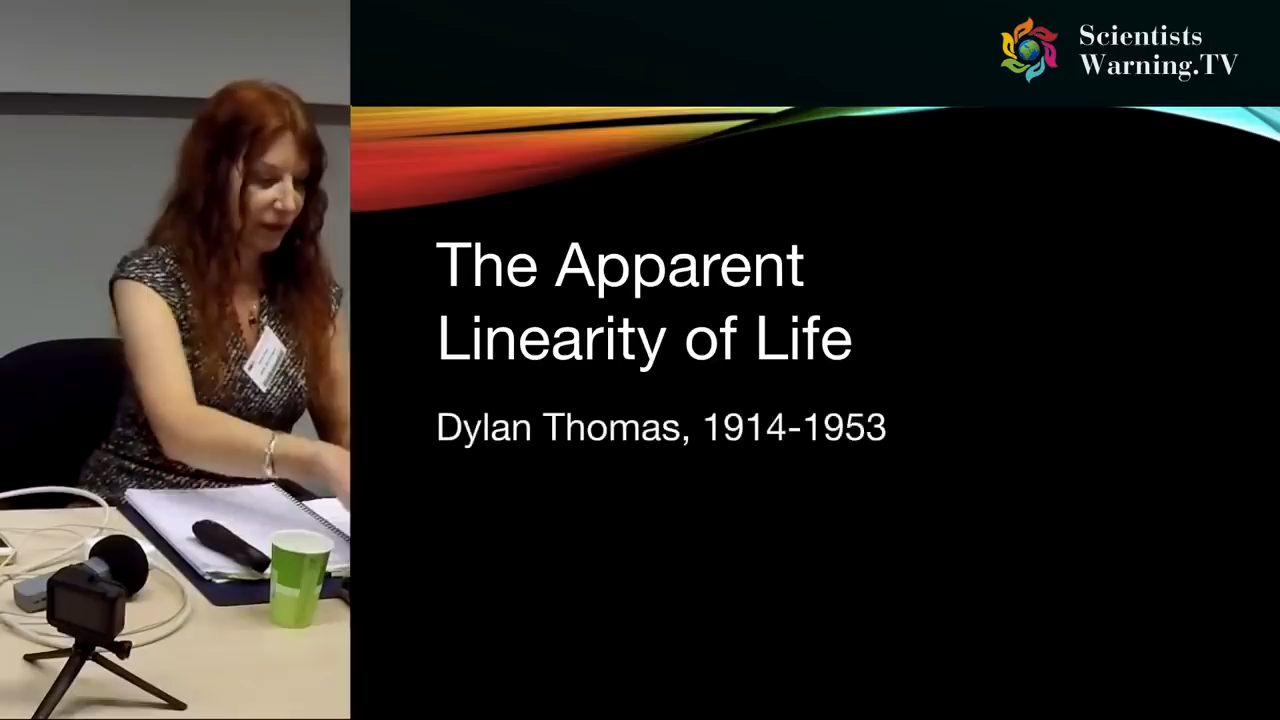 Scientists
Warning.TV
The Apparent
Linearity of Life
Dylan Thomas, 1914-1953